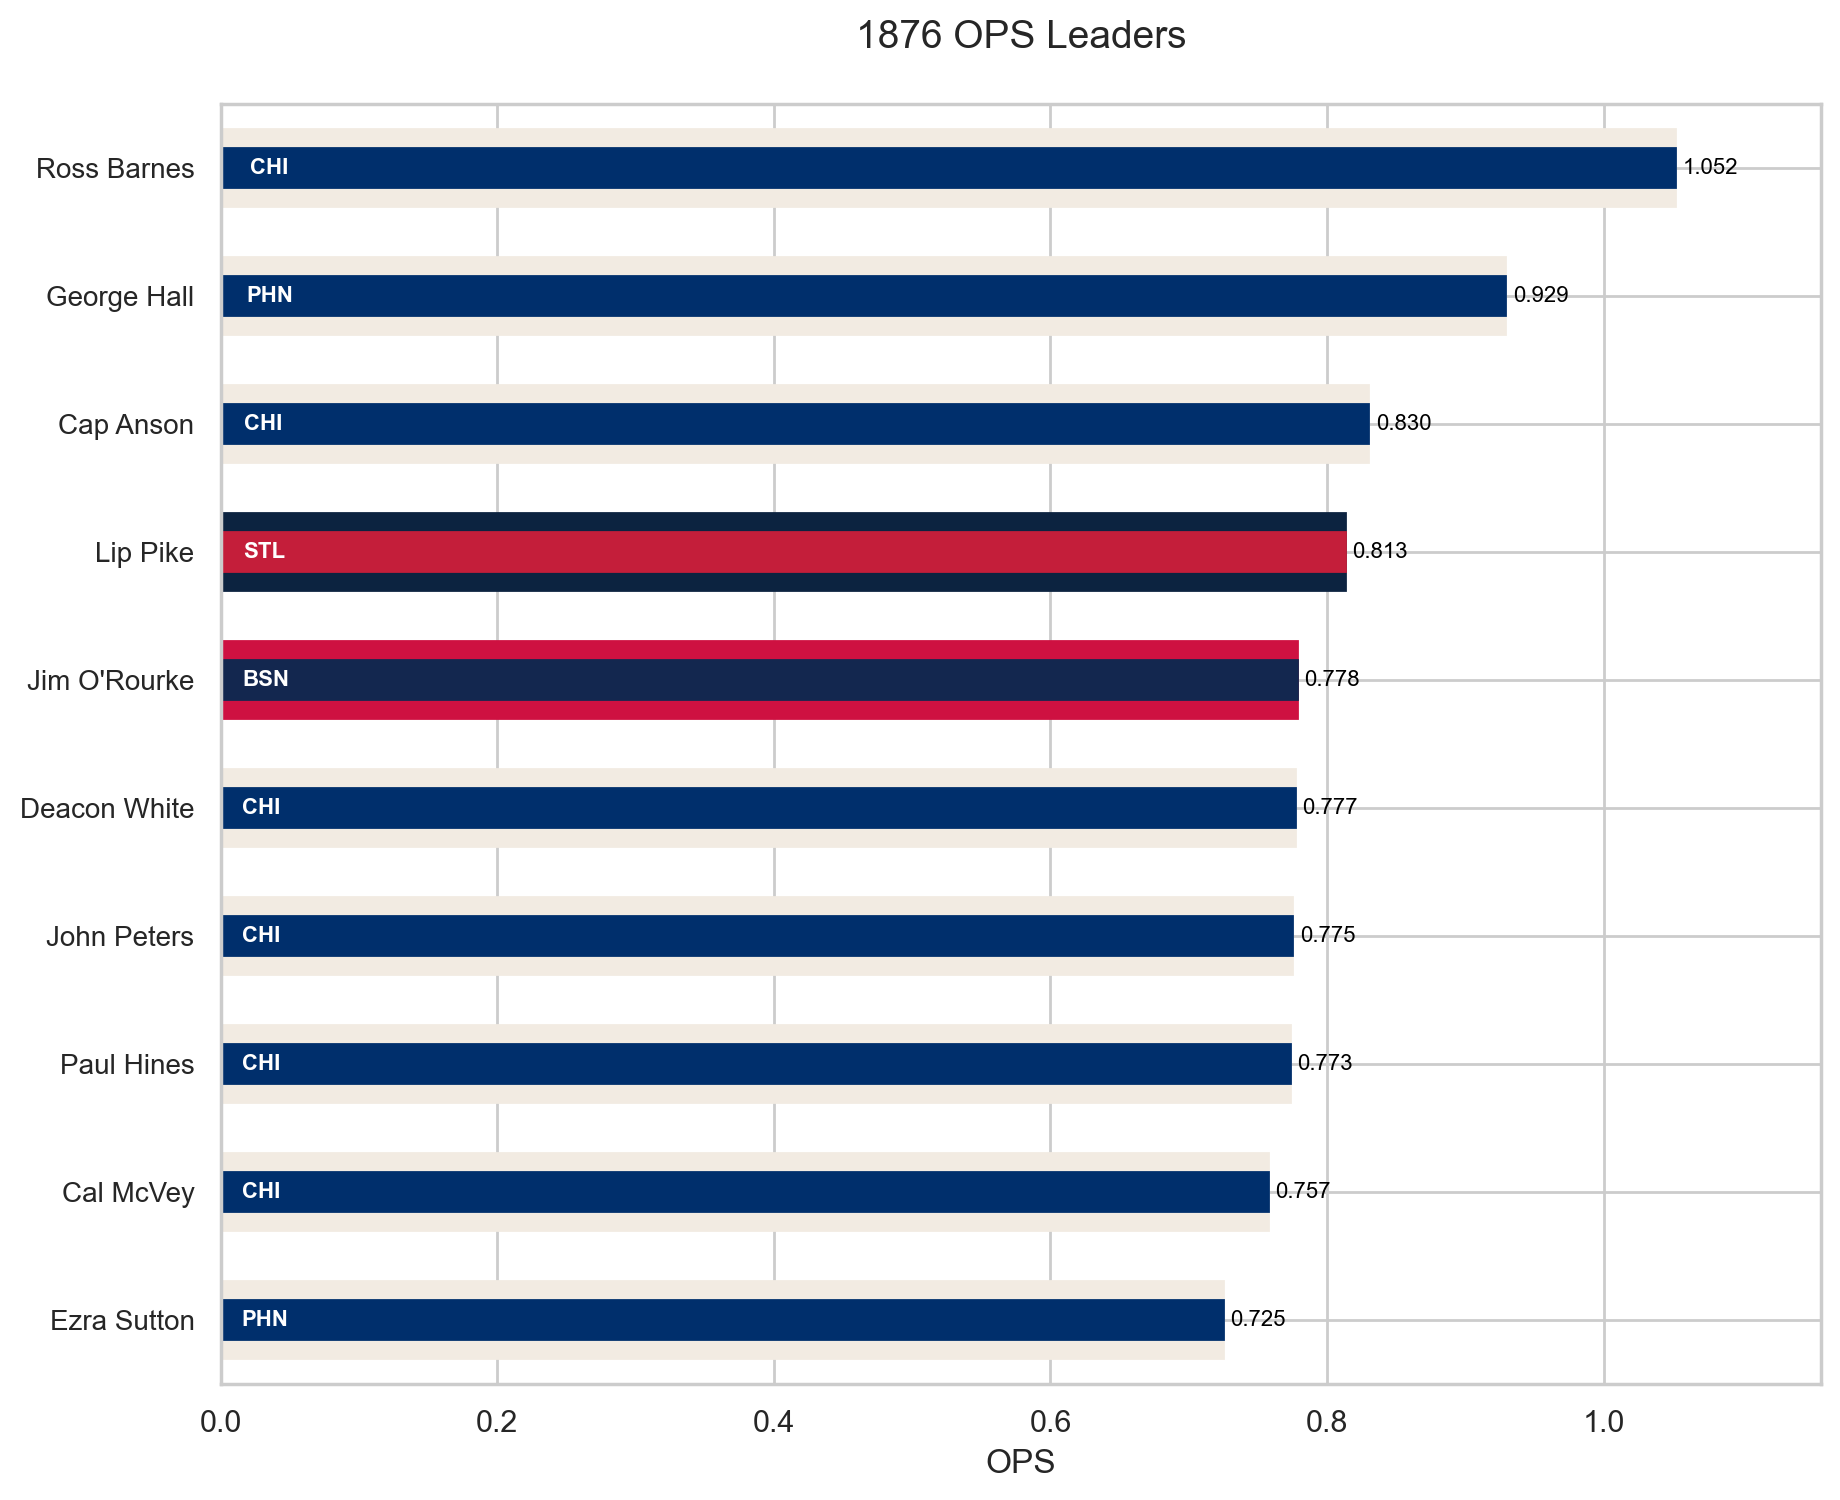 1876 OPS Leaders
Ross Barnes CHI 1.052
George Hall PHN 0.929
Cap Anson CHI 0.830
Lip Pike STL 0.813
Jim O'Rourke BSN 0.778
Deacon White CHI 0.777
John Peters CHI 0.775
Paul Hines CHI 0.773
Cal McVey CHI 0.757
Ezra Sutton PHN 0.725
0.0 0.2 0.4 0.6 0.8 1.0
OPS